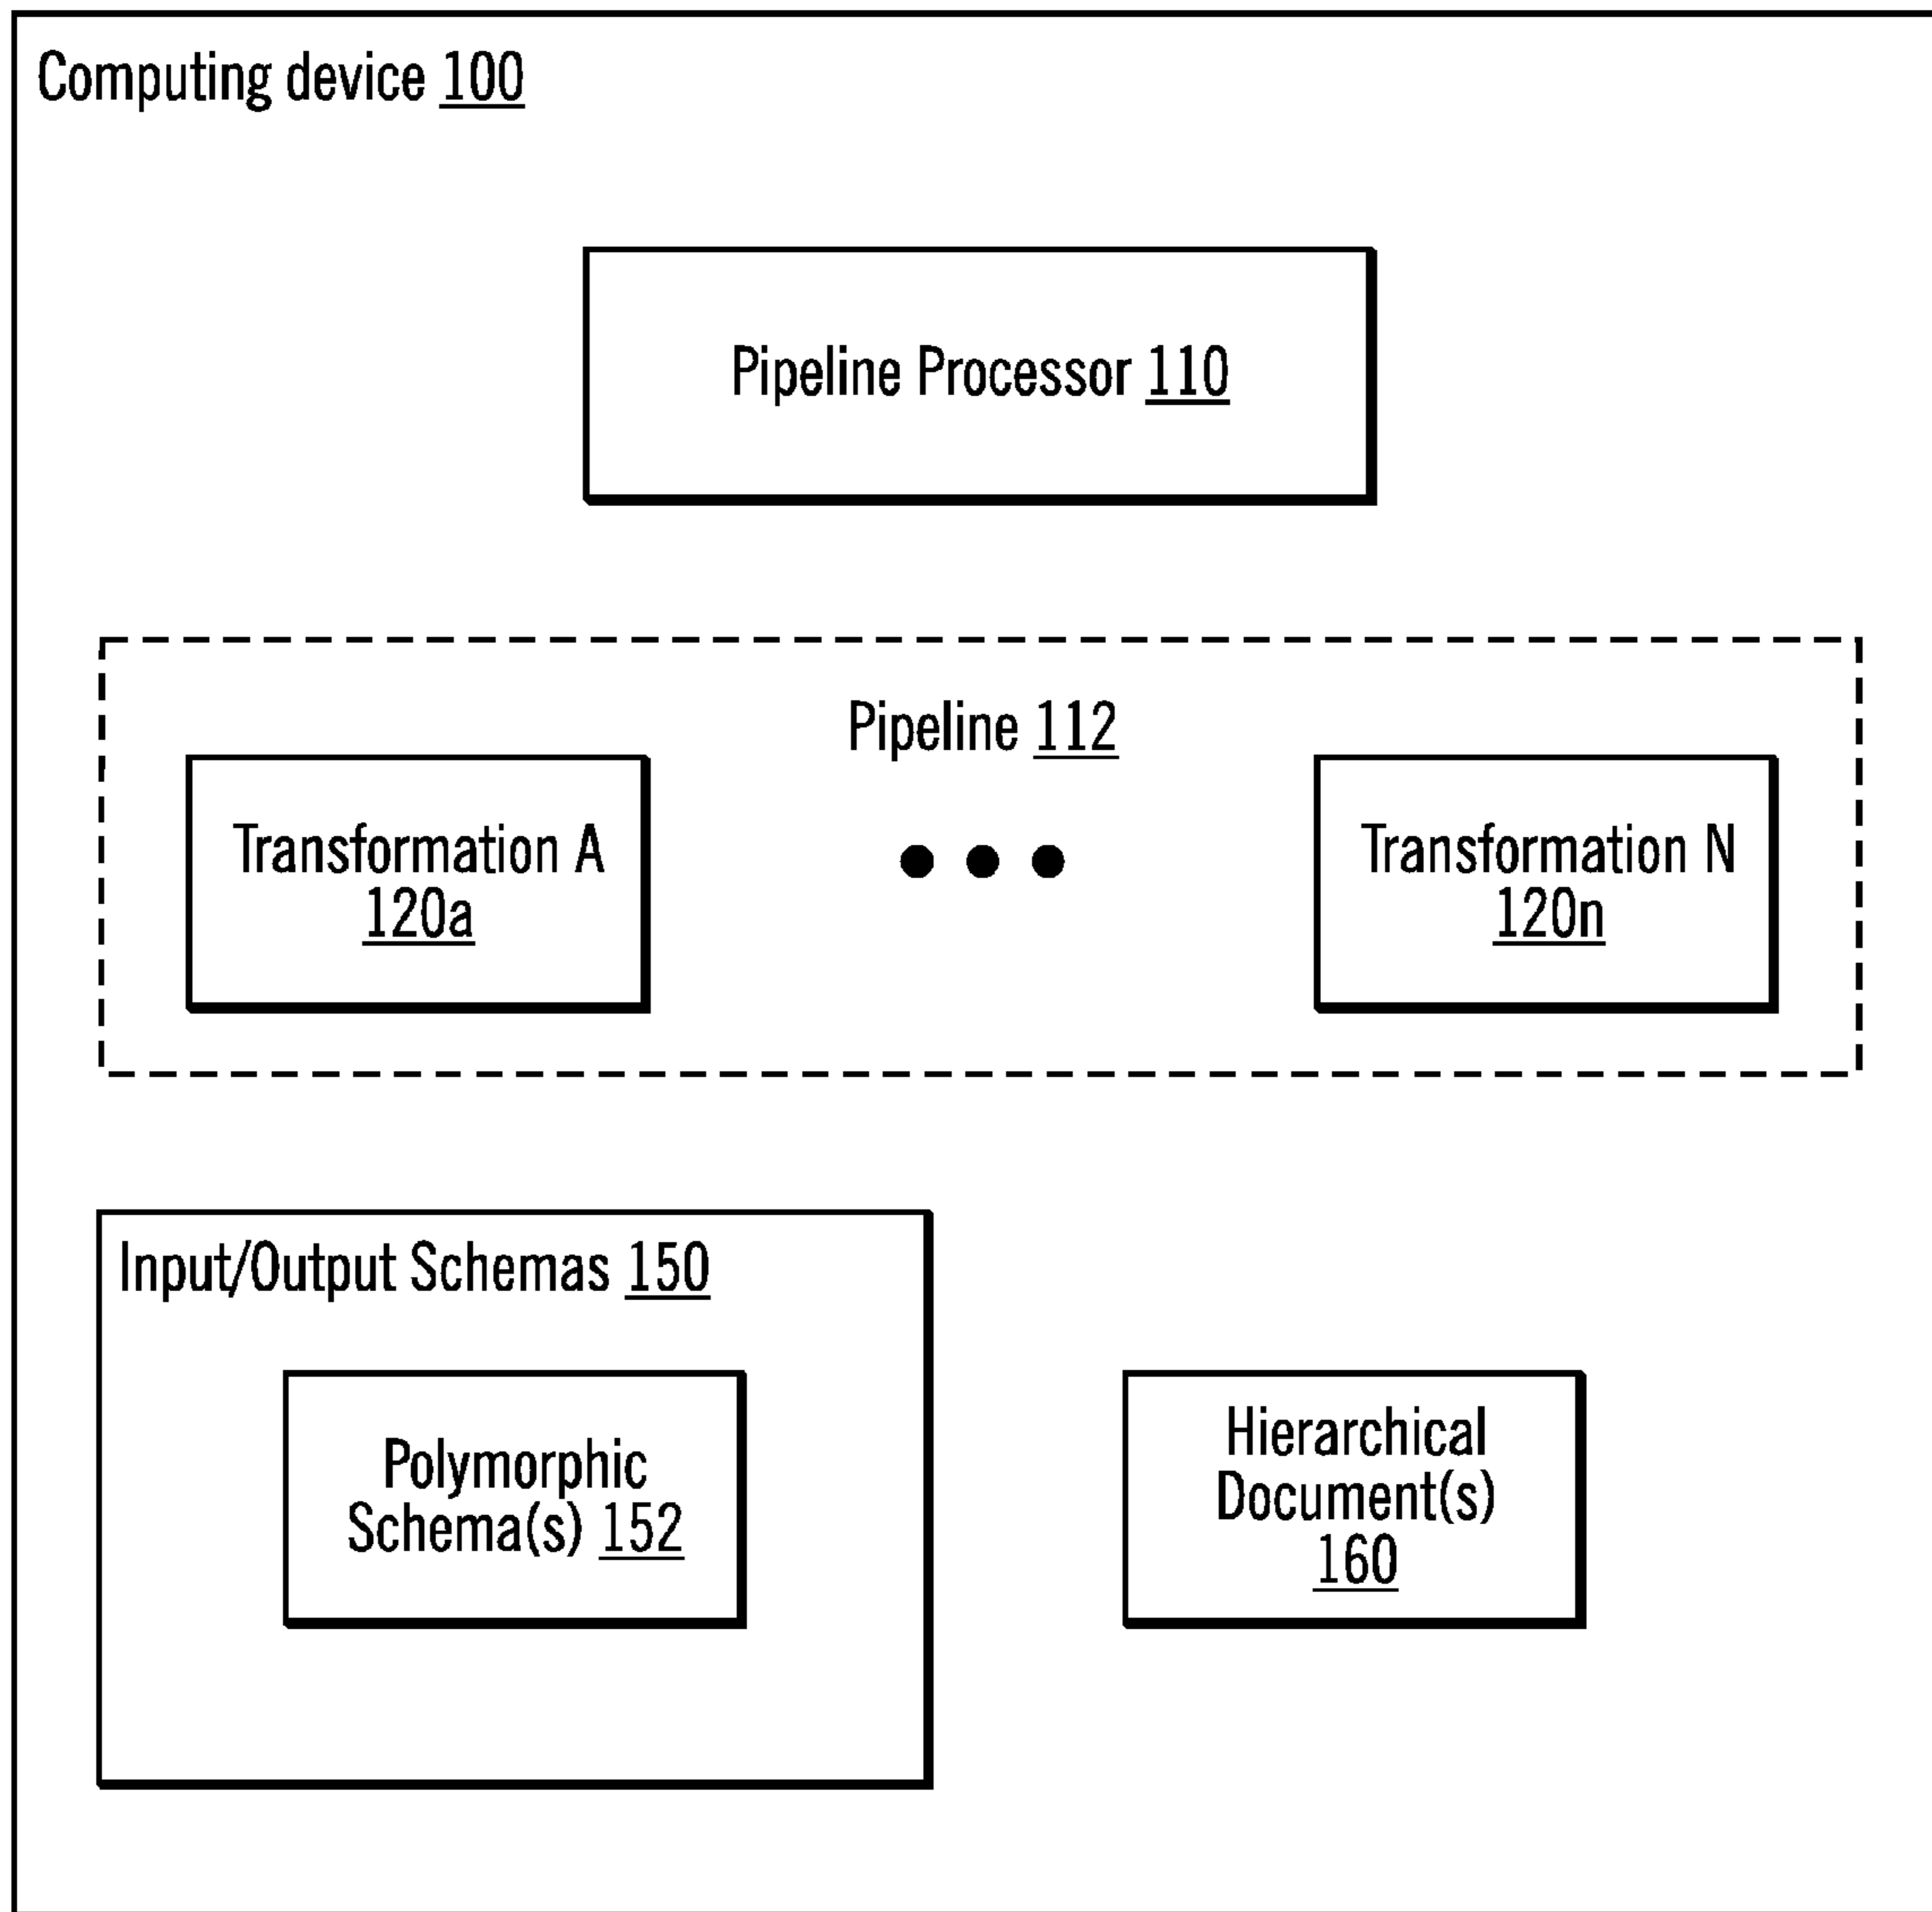 Computing device 100
Pipeline Processor 110
Pipeline 112
Transformation A
120a
Transformation N
120n
Input/Output Schemas 150
Polymorphic
Schema(s) 152
Hierarchical
Document(s)
160